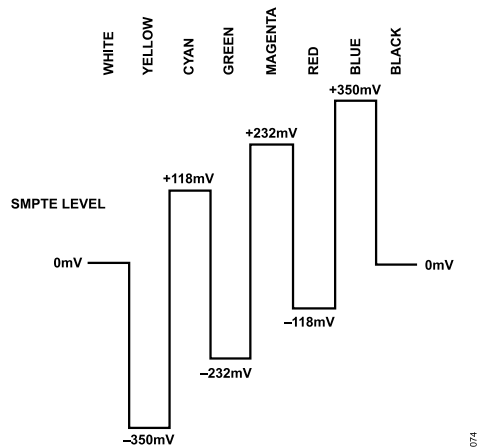 WHITE
YELLOW
CYAN
GREEN
MAGENTA
RED
BLUE
BLACK
+350mV
+232mV
+118mV
SMPTE LEVEL
0mV
0mV
–118mV
–232mV
–350mV
074